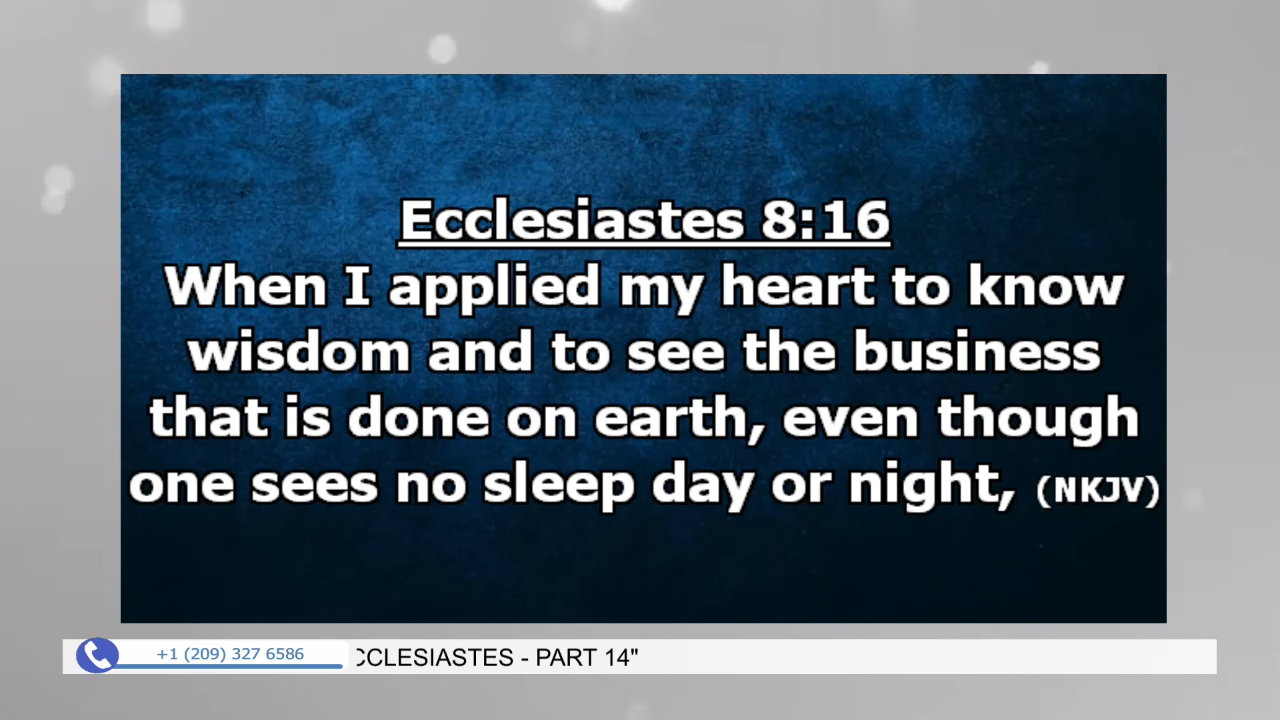 Ecclesiastes 8:16
When I applied my heart to know
wisdom and to see the business
that is done on earth, even though
one sees no sleep day or night, (NKJV)
+1 (209) 327 6586
CCLESIASTES - PART 14"